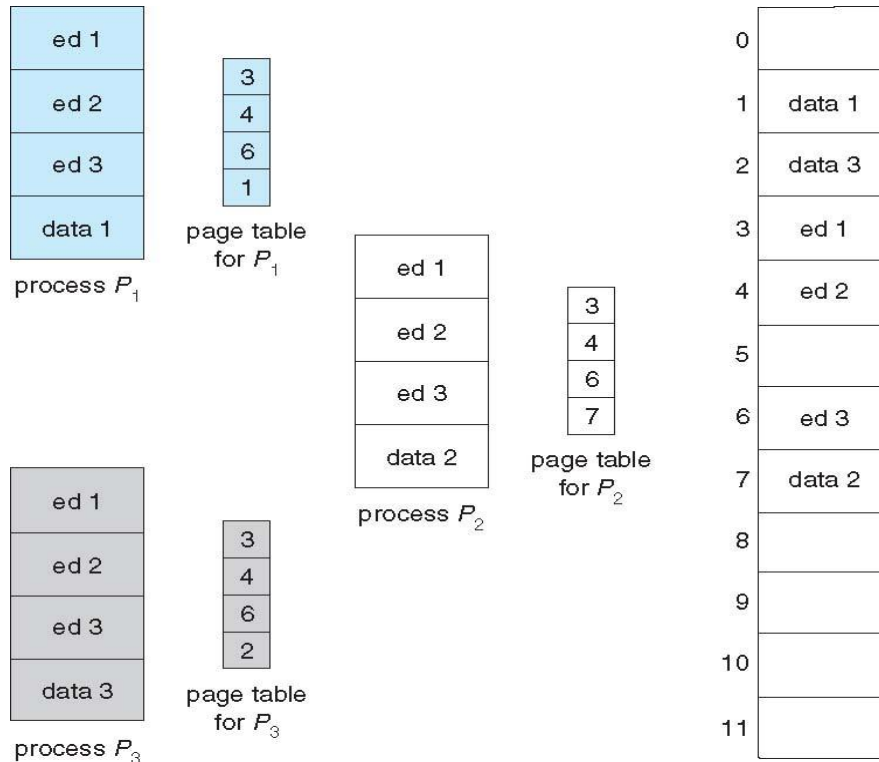 ed 1
ed 2
ed 3
data 1
process P1
3
4
6
1
page table
for P1
ed 1
ed 2
ed 3
data 2
process P2
3
4
6
7
page table
for P2
ed 1
ed 2
ed 3
data 3
process P3
3
4
6
2
page table
for P3
0
1 data 1
2 data 3
3 ed 1
4 ed 2
5
6 ed 3
7 data 2
8
9
10
11